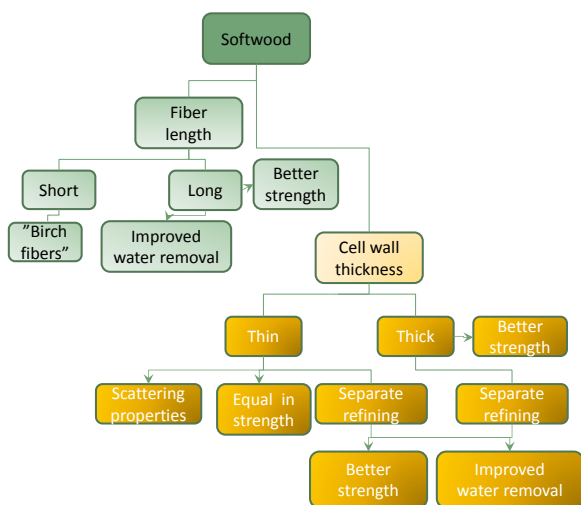 Softwood
Fiber
length
Short
Long
Better
strength
”Birch
fibers”
Improved
water removal
Cell wall
thickness
Thin
Thick
Better
strength
Scattering
properties
Equal in
strength
Separate
refining
Separate
refining
Better
strength
Improved
water removal